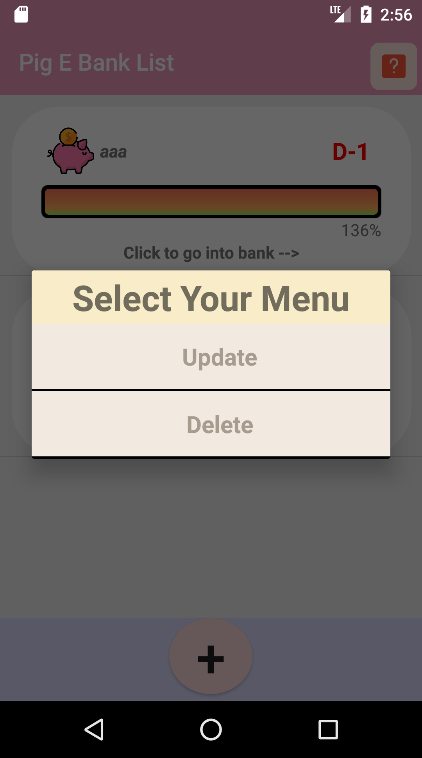 LTE 2:56
Pig E Bank List
?
aaa D-1
136%
Click to go into bank -->
Select Your Menu
Update
Delete
+